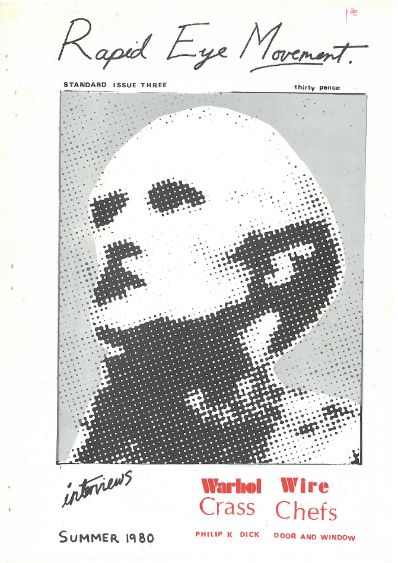 Rapid Eye Movement.
STANDARD ISSUE THREE thirty pence
interviews
Warhol Wire
Crass Chefs
SUMMER 1980 PHILIP K DICK DOOR AND WINDOW